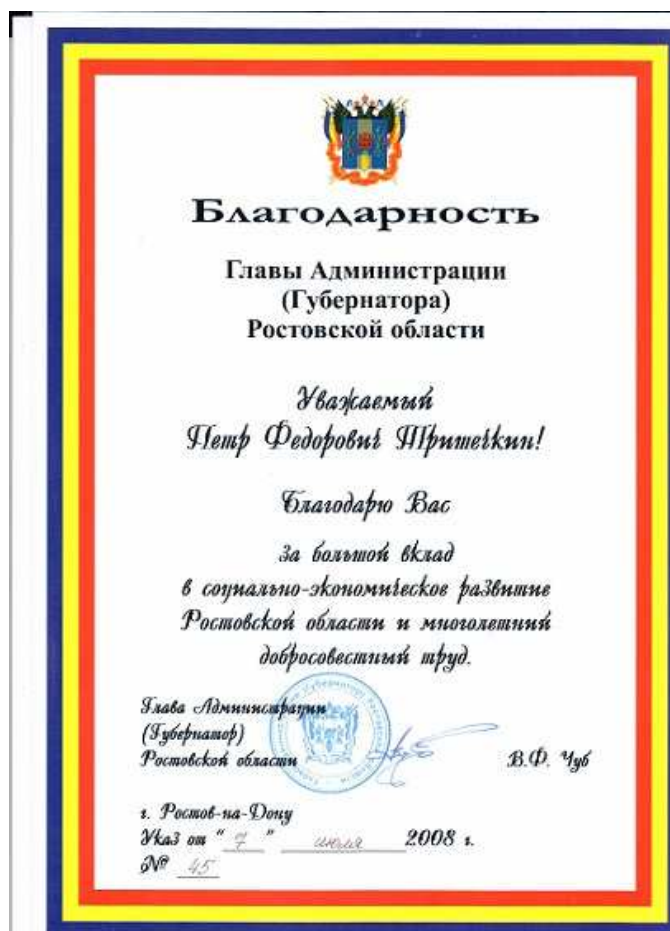 Благодарность
Главы Администрации
(Губернатора)
Ростовской области
Уважаемый
Петр Федорович Тритечкин!
Благодарю Вас
за большой вклад
в социально-экономическое развитие
Ростовской области и многолетний
добросовестный труд.
Глава Администрации
(Губернатор)
Ростовской области
В.Ф. Чуб
г. Ростов-на-Дону
Указ от " 7 " июля 2008 г.
№ 45